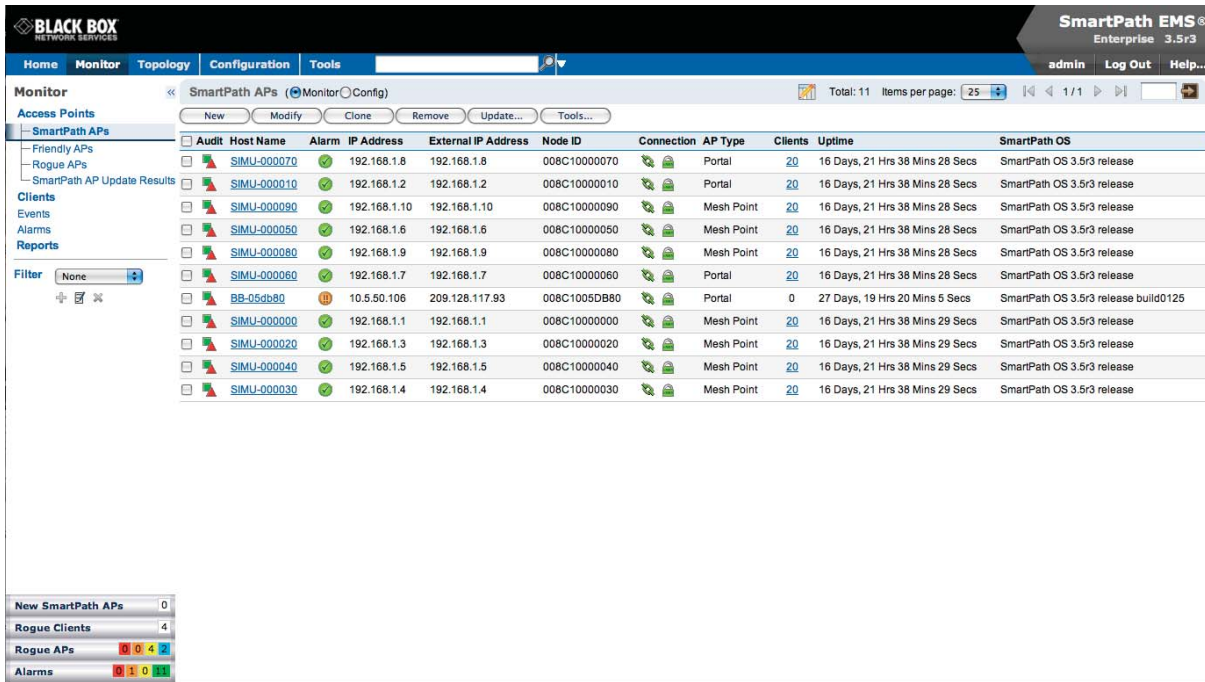 BLACK BOX
NETWORK SERVICES
SmartPath EMS®
Enterprise 3.5r3
Home Monitor Topology Configuration Tools admin Log Out Help...
Monitor «
Access Points
SmartPath APs
Friendly APs
Rogue APs
SmartPath AP Update Results
Clients
Events
Alarms
Reports
Filter None
SmartPath APs (Monitor Config) Total: 11 Items per page: 25 1/1
New Modify Clone Remove Update... Tools...
Audit Host Name Alarm IP Address External IP Address Node ID Connection AP Type Clients Uptime SmartPath OS
SIMU-000070 192.168.1.8 192.168.1.8 008C10000070 Portal 20 16 Days, 21 Hrs 38 Mins 28 Secs SmartPath OS 3.5r3 release
SIMU-000010 192.168.1.2 192.168.1.2 008C10000010 Portal 20 16 Days, 21 Hrs 38 Mins 28 Secs SmartPath OS 3.5r3 release
SIMU-000090 192.168.1.10 192.168.1.10 008C10000090 Mesh Point 20 16 Days, 21 Hrs 38 Mins 28 Secs SmartPath OS 3.5r3 release
SIMU-000050 192.168.1.6 192.168.1.6 008C10000050 Mesh Point 20 16 Days, 21 Hrs 38 Mins 28 Secs SmartPath OS 3.5r3 release
SIMU-000080 192.168.1.9 192.168.1.9 008C10000080 Mesh Point 20 16 Days, 21 Hrs 38 Mins 28 Secs SmartPath OS 3.5r3 release
SIMU-000060 192.168.1.7 192.168.1.7 008C10000060 Portal 20 16 Days, 21 Hrs 38 Mins 28 Secs SmartPath OS 3.5r3 release
BB-05db80 10.5.50.106 209.128.117.93 008C1005DB80 Portal 0 27 Days, 19 Hrs 20 Mins 5 Secs SmartPath OS 3.5r3 release build0125
SIMU-000000 192.168.1.1 192.168.1.1 008C10000000 Mesh Point 20 16 Days, 21 Hrs 38 Mins 29 Secs SmartPath OS 3.5r3 release
SIMU-000020 192.168.1.3 192.168.1.3 008C10000020 Mesh Point 20 16 Days, 21 Hrs 38 Mins 29 Secs SmartPath OS 3.5r3 release
SIMU-000040 192.168.1.5 192.168.1.5 008C10000040 Mesh Point 20 16 Days, 21 Hrs 38 Mins 29 Secs SmartPath OS 3.5r3 release
SIMU-000030 192.168.1.4 192.168.1.4 008C10000030 Mesh Point 20 16 Days, 21 Hrs 38 Mins 29 Secs SmartPath OS 3.5r3 release
New SmartPath APs 0
Rogue Clients 4
Rogue APs 0 0 4 2
Alarms 0 1 0 11